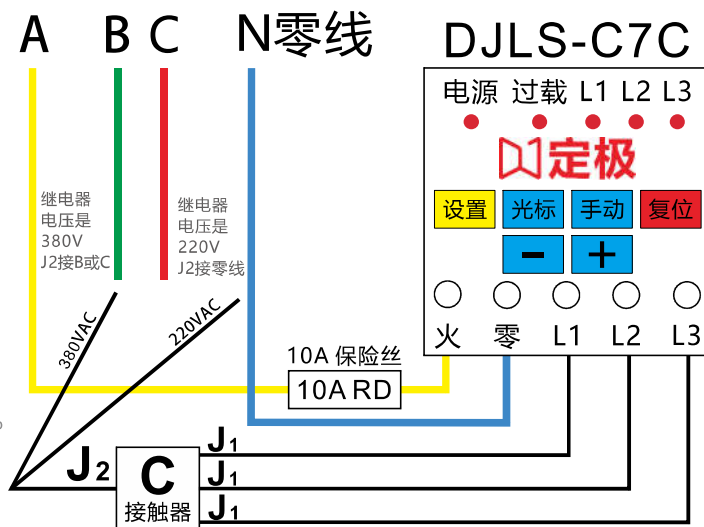 A B C N零线
DJLS-C7C
电源 过载 L1 L2 L3
定极
设置 光标 手动 复位
- +
火 零 L1 L2 L3
继电器
电压是
380V
J2接B或C
继电器
电压是
220V
J2接零线
380VAC
220VAC
10A 保险丝
10A RD
J2
C
接触器
J1
J1
J1